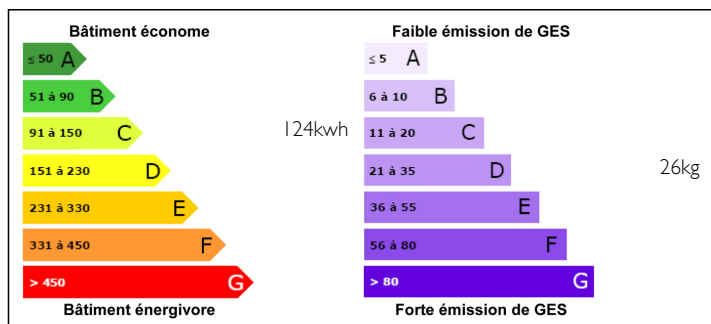 Bâtiment économe
≤ 50 A
51 à 90 B
91 à 150 C
124kwh
151 à 230 D
231 à 330 E
331 à 450 F
> 450 G
Bâtiment énergivore
Faible émission de GES
≤ 5 A
6 à 10 B
11 à 20 C
21 à 35 D
26kg
36 à 55 E
56 à 80 F
> 80 G
Forte émission de GES